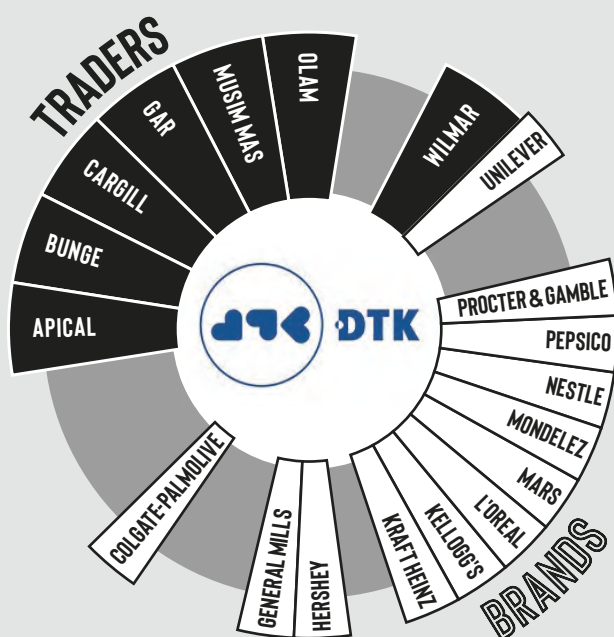 TRADERS
APICAL
BUNGE
CARGILL
GAR
MUSIM MAS
OLAM
WILMAR
UNILEVER
PROCTER & GAMBLE
PEPSICO
NESTLE
MONDELEZ
MARS
L'OREAL
KELLOGG'S
KRAFT HEINZ
HERSHEY
GENERAL MILLS
COLGATE-PALMOLIVE
BRANDS
DTK